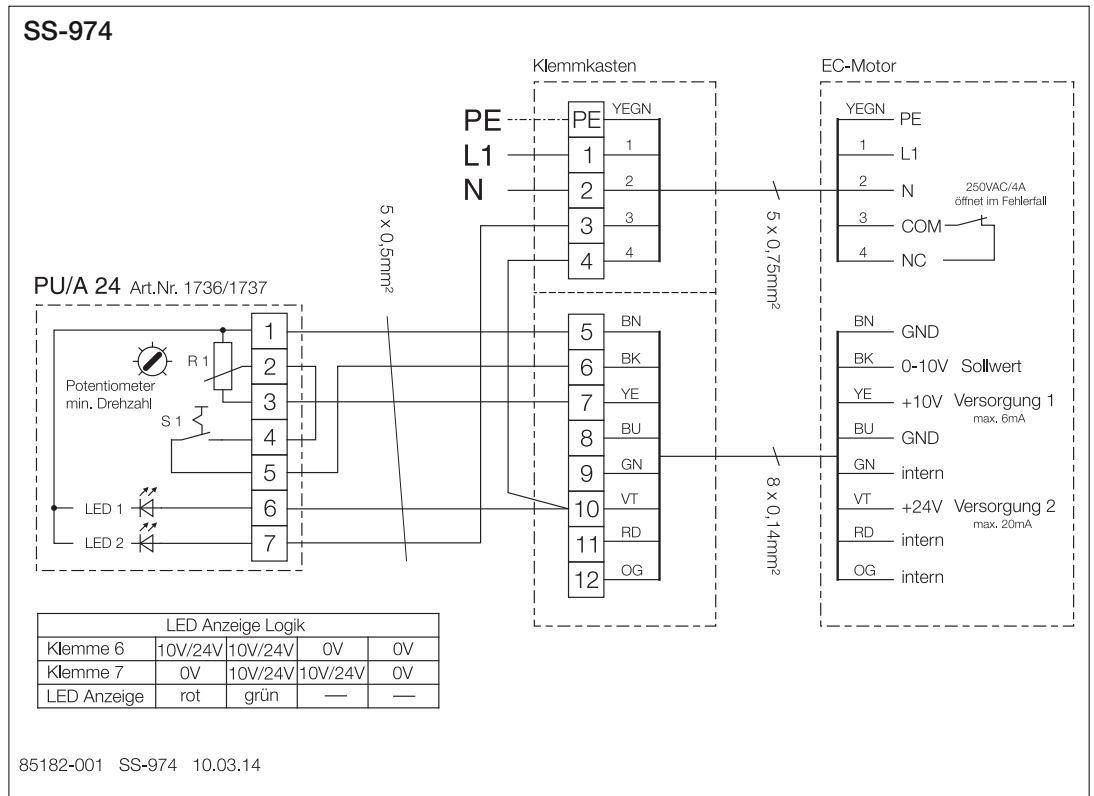 SS-974
Klemmkasten
EC-Motor
PE
L1
N
PE YEGN
1 1
2 2
3 3
4 4
5 x 0,5mm²
5 x 0,75mm²
YEGN PE
1 L1
2 N
3 COM
4 NC
250VAC/4A
öffnet im Fehlerfall
PU/A 24 Art.Nr. 1736/1737
R 1
Potentiometer
min. Drehzahl
S 1
LED 1
LED 2
1
2
3
4
5
6
7
5 BN
6 BK
7 YE
8 BU
9 GN
10 VT
11 RD
12 OG
8 x 0,14mm²
BN GND
BK 0-10V Sollwert
YE +10V Versorgung 1
max. 6mA
BU GND
GN intern
VT +24V Versorgung 2
max. 20mA
RD intern
OG intern
LED Anzeige Logik
Klemme 6 10V/24V 10V/24V 0V 0V
Klemme 7 0V 10V/24V 10V/24V 0V
LED Anzeige rot grün — —
85182-001 SS-974 10.03.14